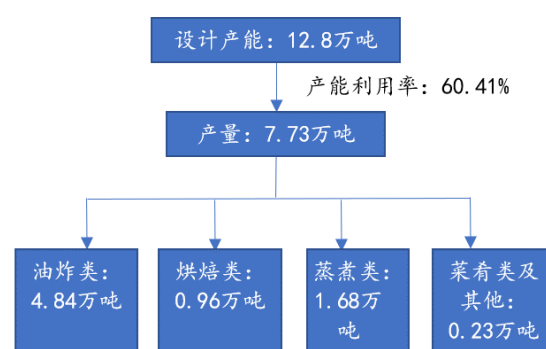 设计产能：12.8万吨
产能利用率：60.41%
产量：7.73万吨
油炸类：
4.84万吨
烘焙类：
0.96万吨
蒸煮类：
1.68万
吨
菜肴类及
其他：
0.23万吨